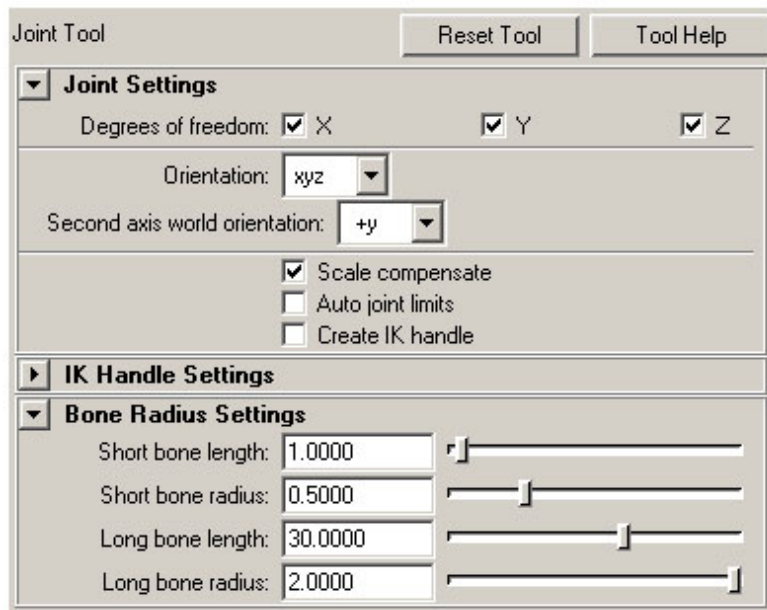 Joint Tool Reset Tool Tool Help
Joint Settings
Degrees of freedom: X Y Z
Orientation: xyz
Second axis world orientation: +y
Scale compensate
Auto joint limits
Create IK handle
IK Handle Settings
Bone Radius Settings
Short bone length: 1.0000
Short bone radius: 0.5000
Long bone length: 30.0000
Long bone radius: 2.0000